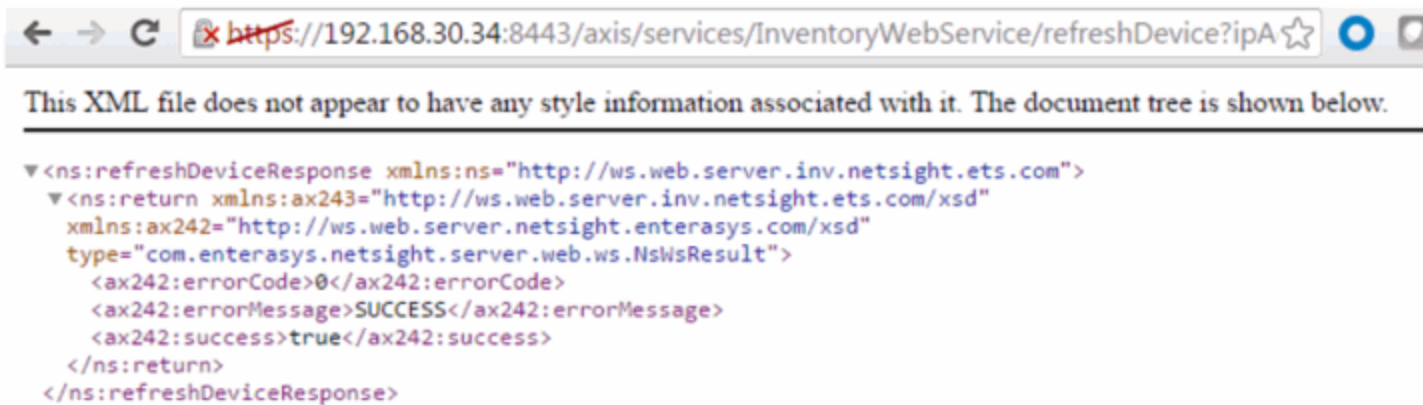 https://192.168.30.34:8443/axis/services/InventoryWebService/refreshDevice?ipA
This XML file does not appear to have any style information associated with it. The document tree is shown below.
▼<ns:refreshDeviceResponse xmlns:ns="http://ws.web.server.inv.netsight.ets.com">
▼<ns:return xmlns:ax243="http://ws.web.server.inv.netsight.ets.com/xsd"
xmlns:ax242="http://ws.web.server.netsight.enterasys.com/xsd"
type="com.enterasys.netsight.server.web.ws.NsWsResult">
<ax242:errorCode>0</ax242:errorCode>
<ax242:errorMessage>SUCCESS</ax242:errorMessage>
<ax242:success>true</ax242:success>
</ns:return>
</ns:refreshDeviceResponse>